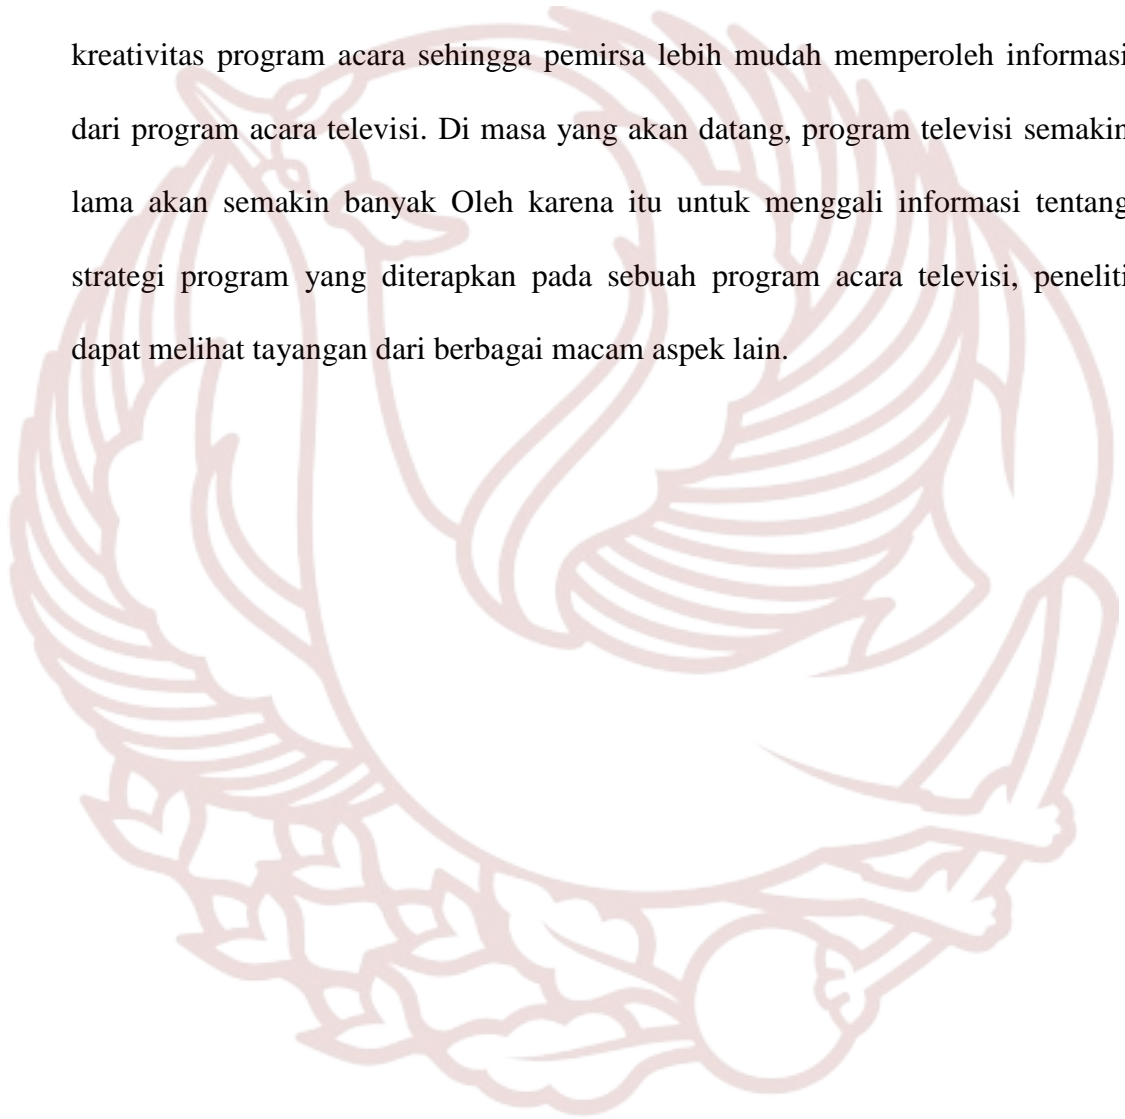 kreativitas program acara sehingga pemirsa lebih mudah memperoleh informasi
dari program acara televisi. Di masa yang akan datang, program televisi semakin
lama akan semakin banyak Oleh karena itu untuk menggali informasi tentang
strategi program yang diterapkan pada sebuah program acara televisi, peneliti
dapat melihat tayangan dari berbagai macam aspek lain.